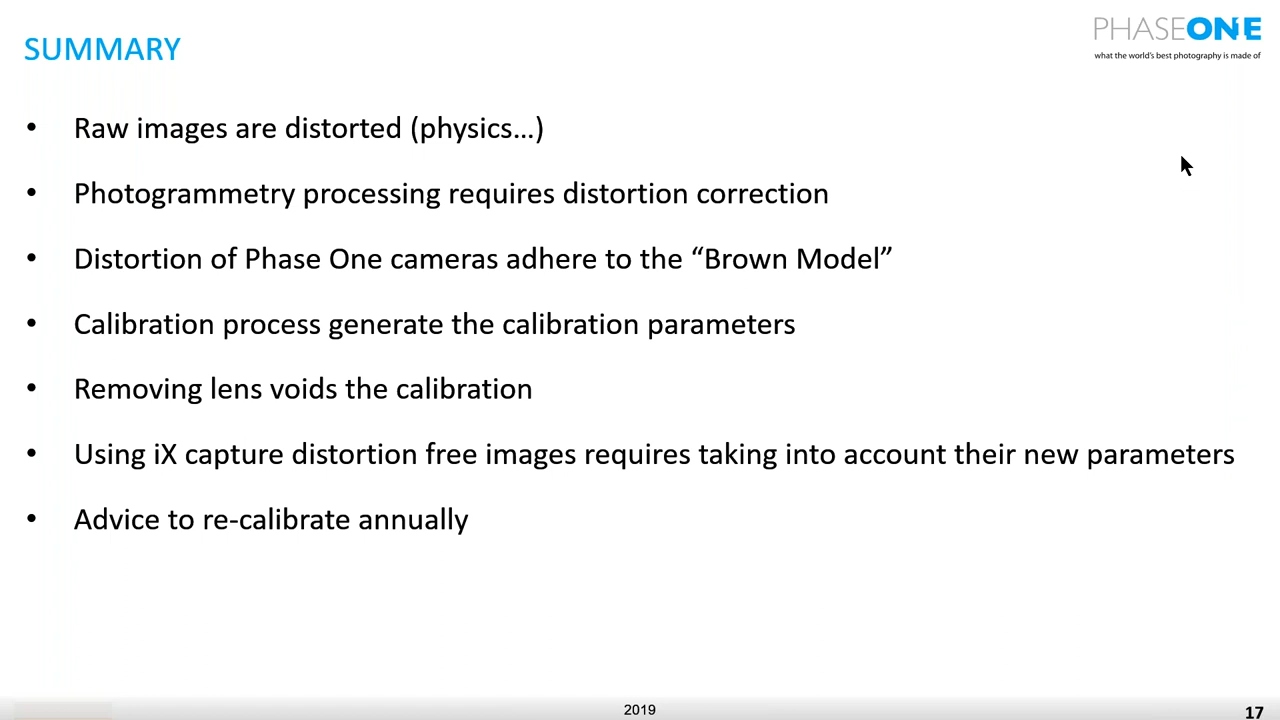 SUMMARY
PHASEONE
what the world's best photography is made of
• Raw images are distorted (physics...)
• Photogrammetry processing requires distortion correction
• Distortion of Phase One cameras adhere to the “Brown Model”
• Calibration process generate the calibration parameters
• Removing lens voids the calibration
• Using iX capture distortion free images requires taking into account their new parameters
• Advice to re-calibrate annually
2019
17